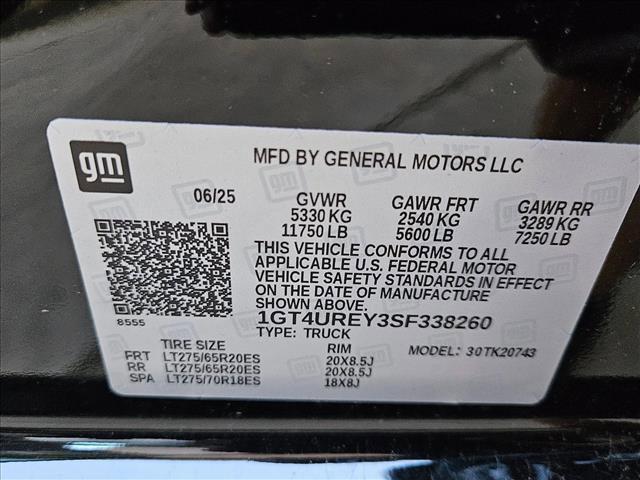 gm
MFD BY GENERAL MOTORS LLC
06/25
GVWR GAWR FRT GAWR RR
5330 KG 2540 KG 3289 KG
11750 LB 5600 LB 7250 LB
THIS VEHICLE CONFORMS TO ALL
APPLICABLE U.S. FEDERAL MOTOR
VEHICLE SAFETY STANDARDS IN EFFECT
ON THE DATE OF MANUFACTURE
SHOWN ABOVE.
8555
1GT4UREY3SF338260
TYPE: TRUCK
MODEL: 30TK20743
TIRE SIZE RIM
FRT LT275/65R20ES 20X8.5J
RR LT275/65R20ES 20X8.5J
SPA LT275/70R18ES 18X8J